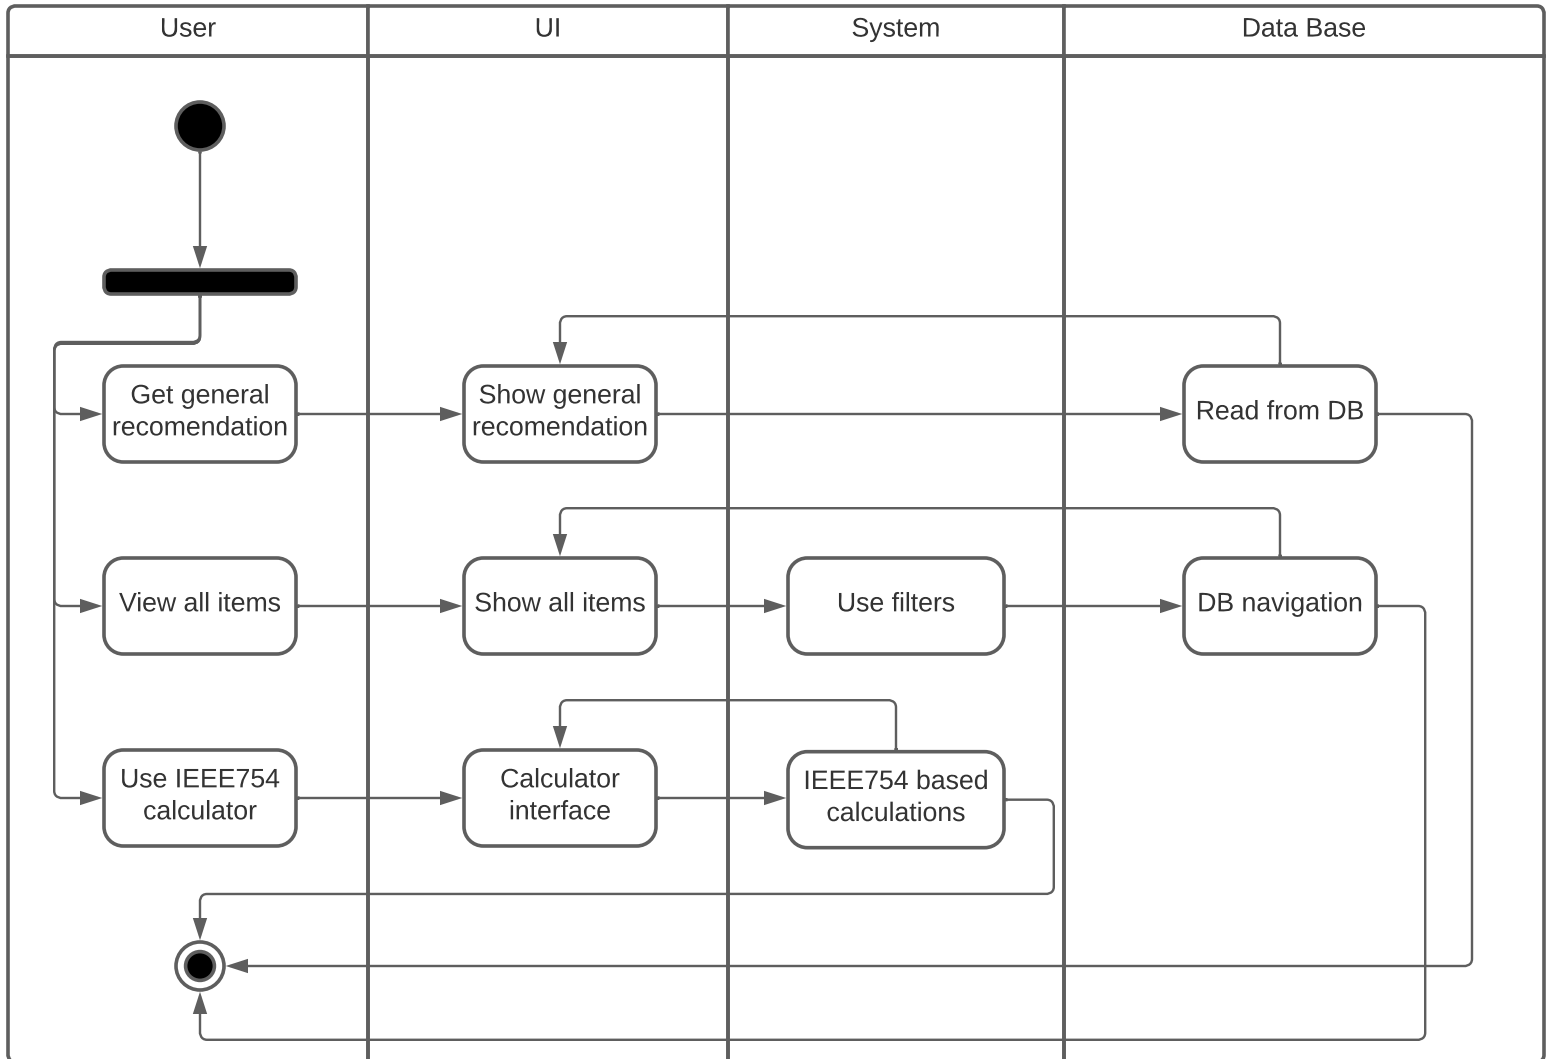 User
UI
System
Data Base
Get general
recomendation
Show general
recomendation
Read from DB
View all items
Show all items
Use filters
DB navigation
Use IEEE754
calculator
Calculator
interface
IEEE754 based
calculations